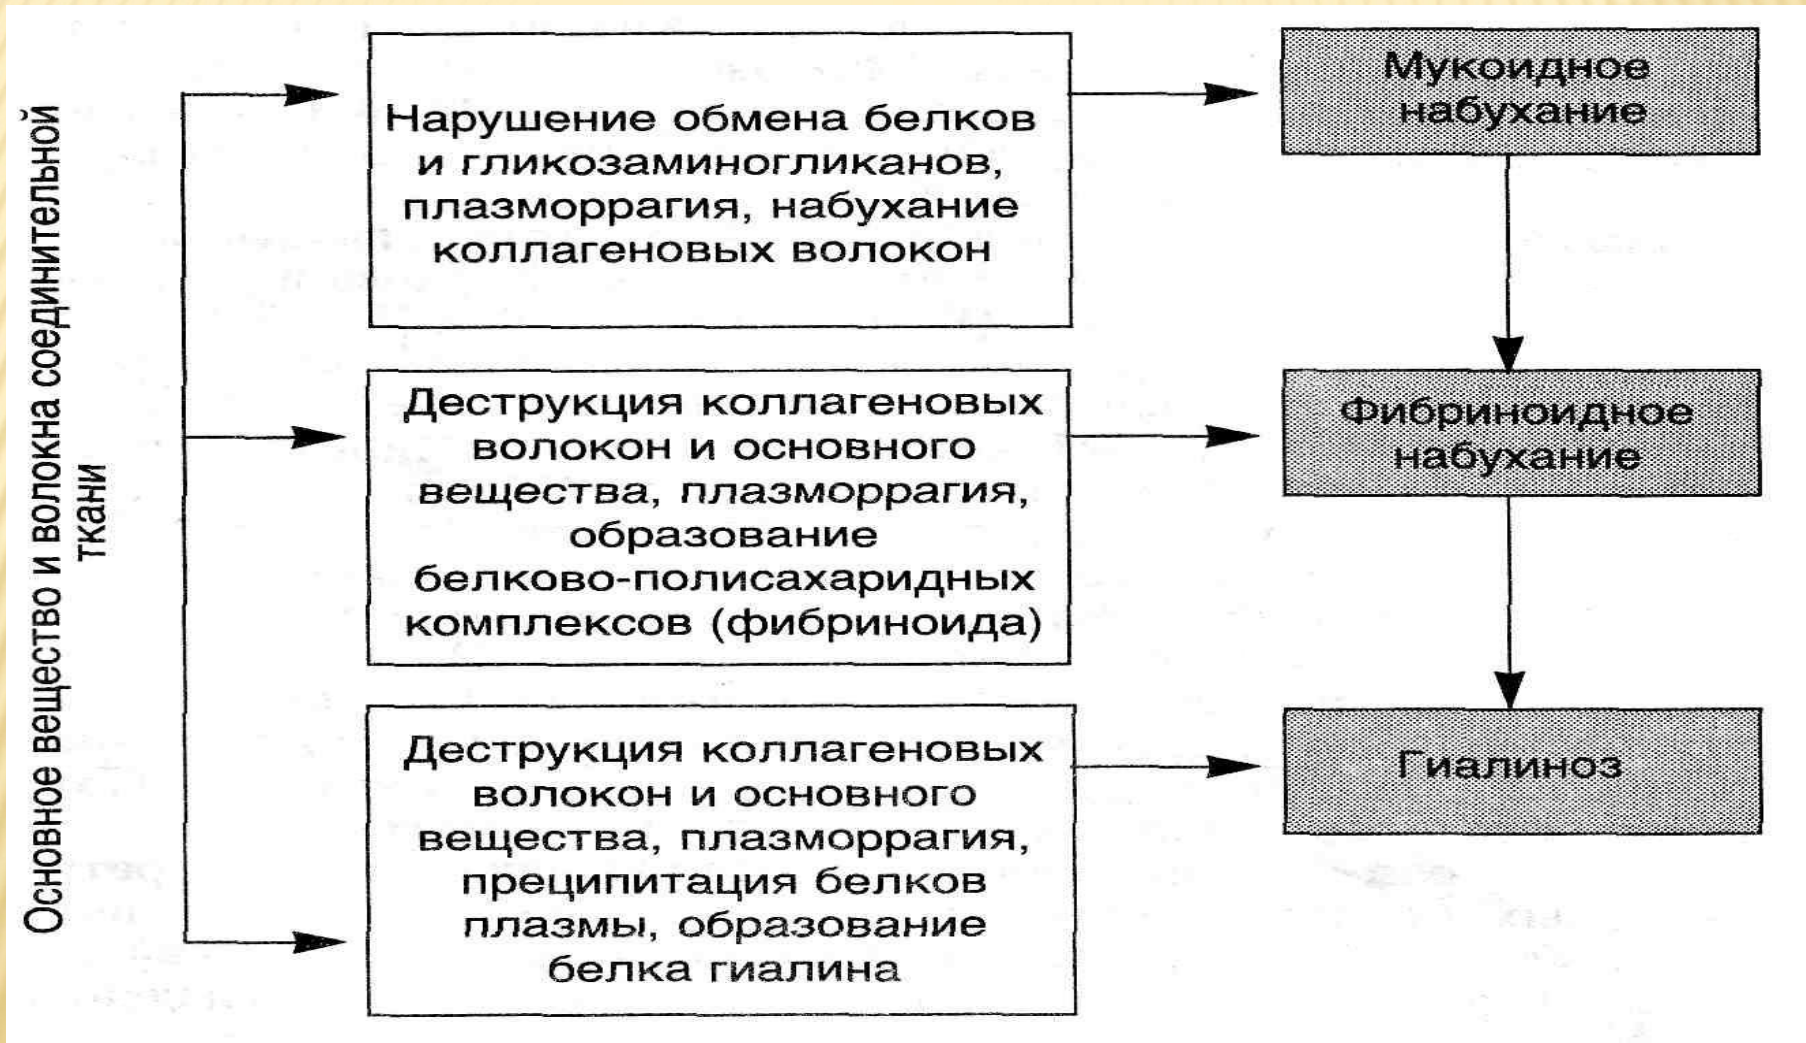 Основное вещество и волокна соединительной
ткани
Нарушение обмена белков
и гликозаминогликанов,
плазморрагия, набухание
коллагеновых волокон
Мукоидное
набухание
Деструкция коллагеновых
волокон и основного
вещества, плазморрагия,
образование
белково-полисахаридных
комплексов (фибриноида)
Фибриноидное
набухание
Деструкция коллагеновых
волокон и основного
вещества, плазморрагия,
преципитация белков
плазмы, образование
белка гиалина
Гиалиноз